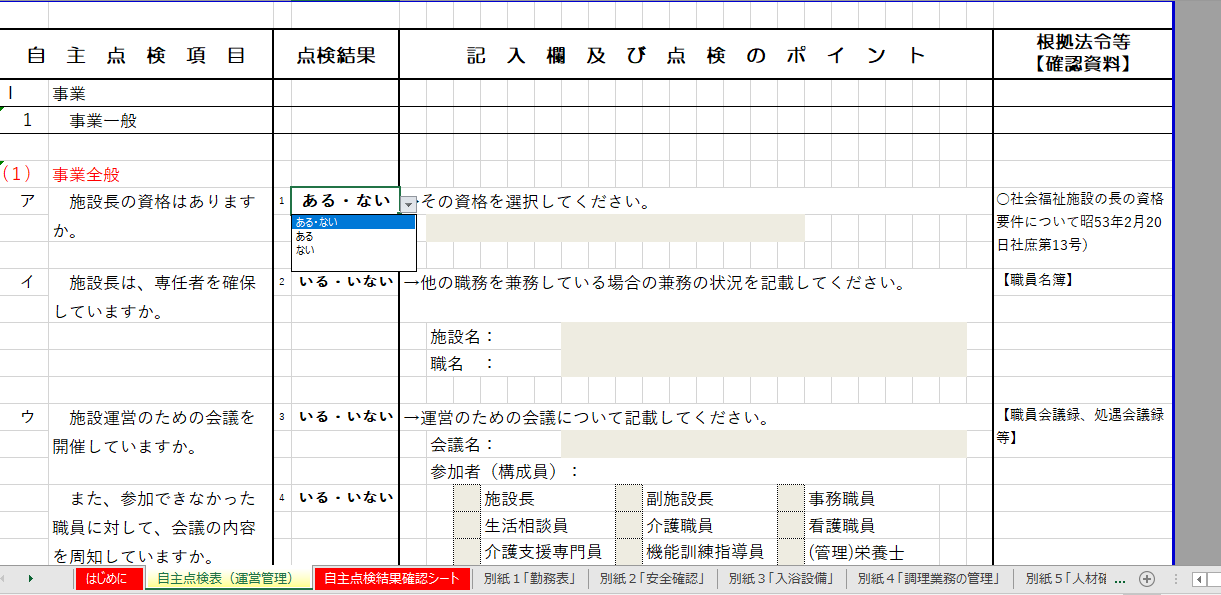 自主点検項目 点検結果 記入欄及び点検のポイント 根拠法令等
【確認資料】
Ⅰ 事業
1 事業一般
(1) 事業全般
ア 施設長の資格はあります 1 ある・ない →その資格を選択してください。 ○社会福祉施設の長の資格
か。 ある・ない 要件について昭53年2月20
ある 日社庶第13号）
ない
イ 施設長は、専任者を確保 2 いる・いない →他の職務を兼務している場合の兼務の状況を記載してください。 【職員名簿】
していますか。
施設名：
職名 ：
ウ 施設運営のための会議を 3 いる・いない →運営のための会議について記載してください。 【職員会議録、処遇会議録
開催していますか。 会議名： 等】
参加者（構成員）：
また、参加できなかった 4 いる・いない 施設長 副施設長 事務職員
職員に対して、会議の内容 生活相談員 介護職員 看護職員
を周知していますか。 介護支援専門員 機能訓練指導員 (管理)栄養士
はじめに 自主点検表（運営管理） 自主点検結果確認シート 別紙１「勤務表」 別紙２「安全確認」 別紙３「入浴設備」 別紙４「調理業務の管理」 別紙５「人材確 ...